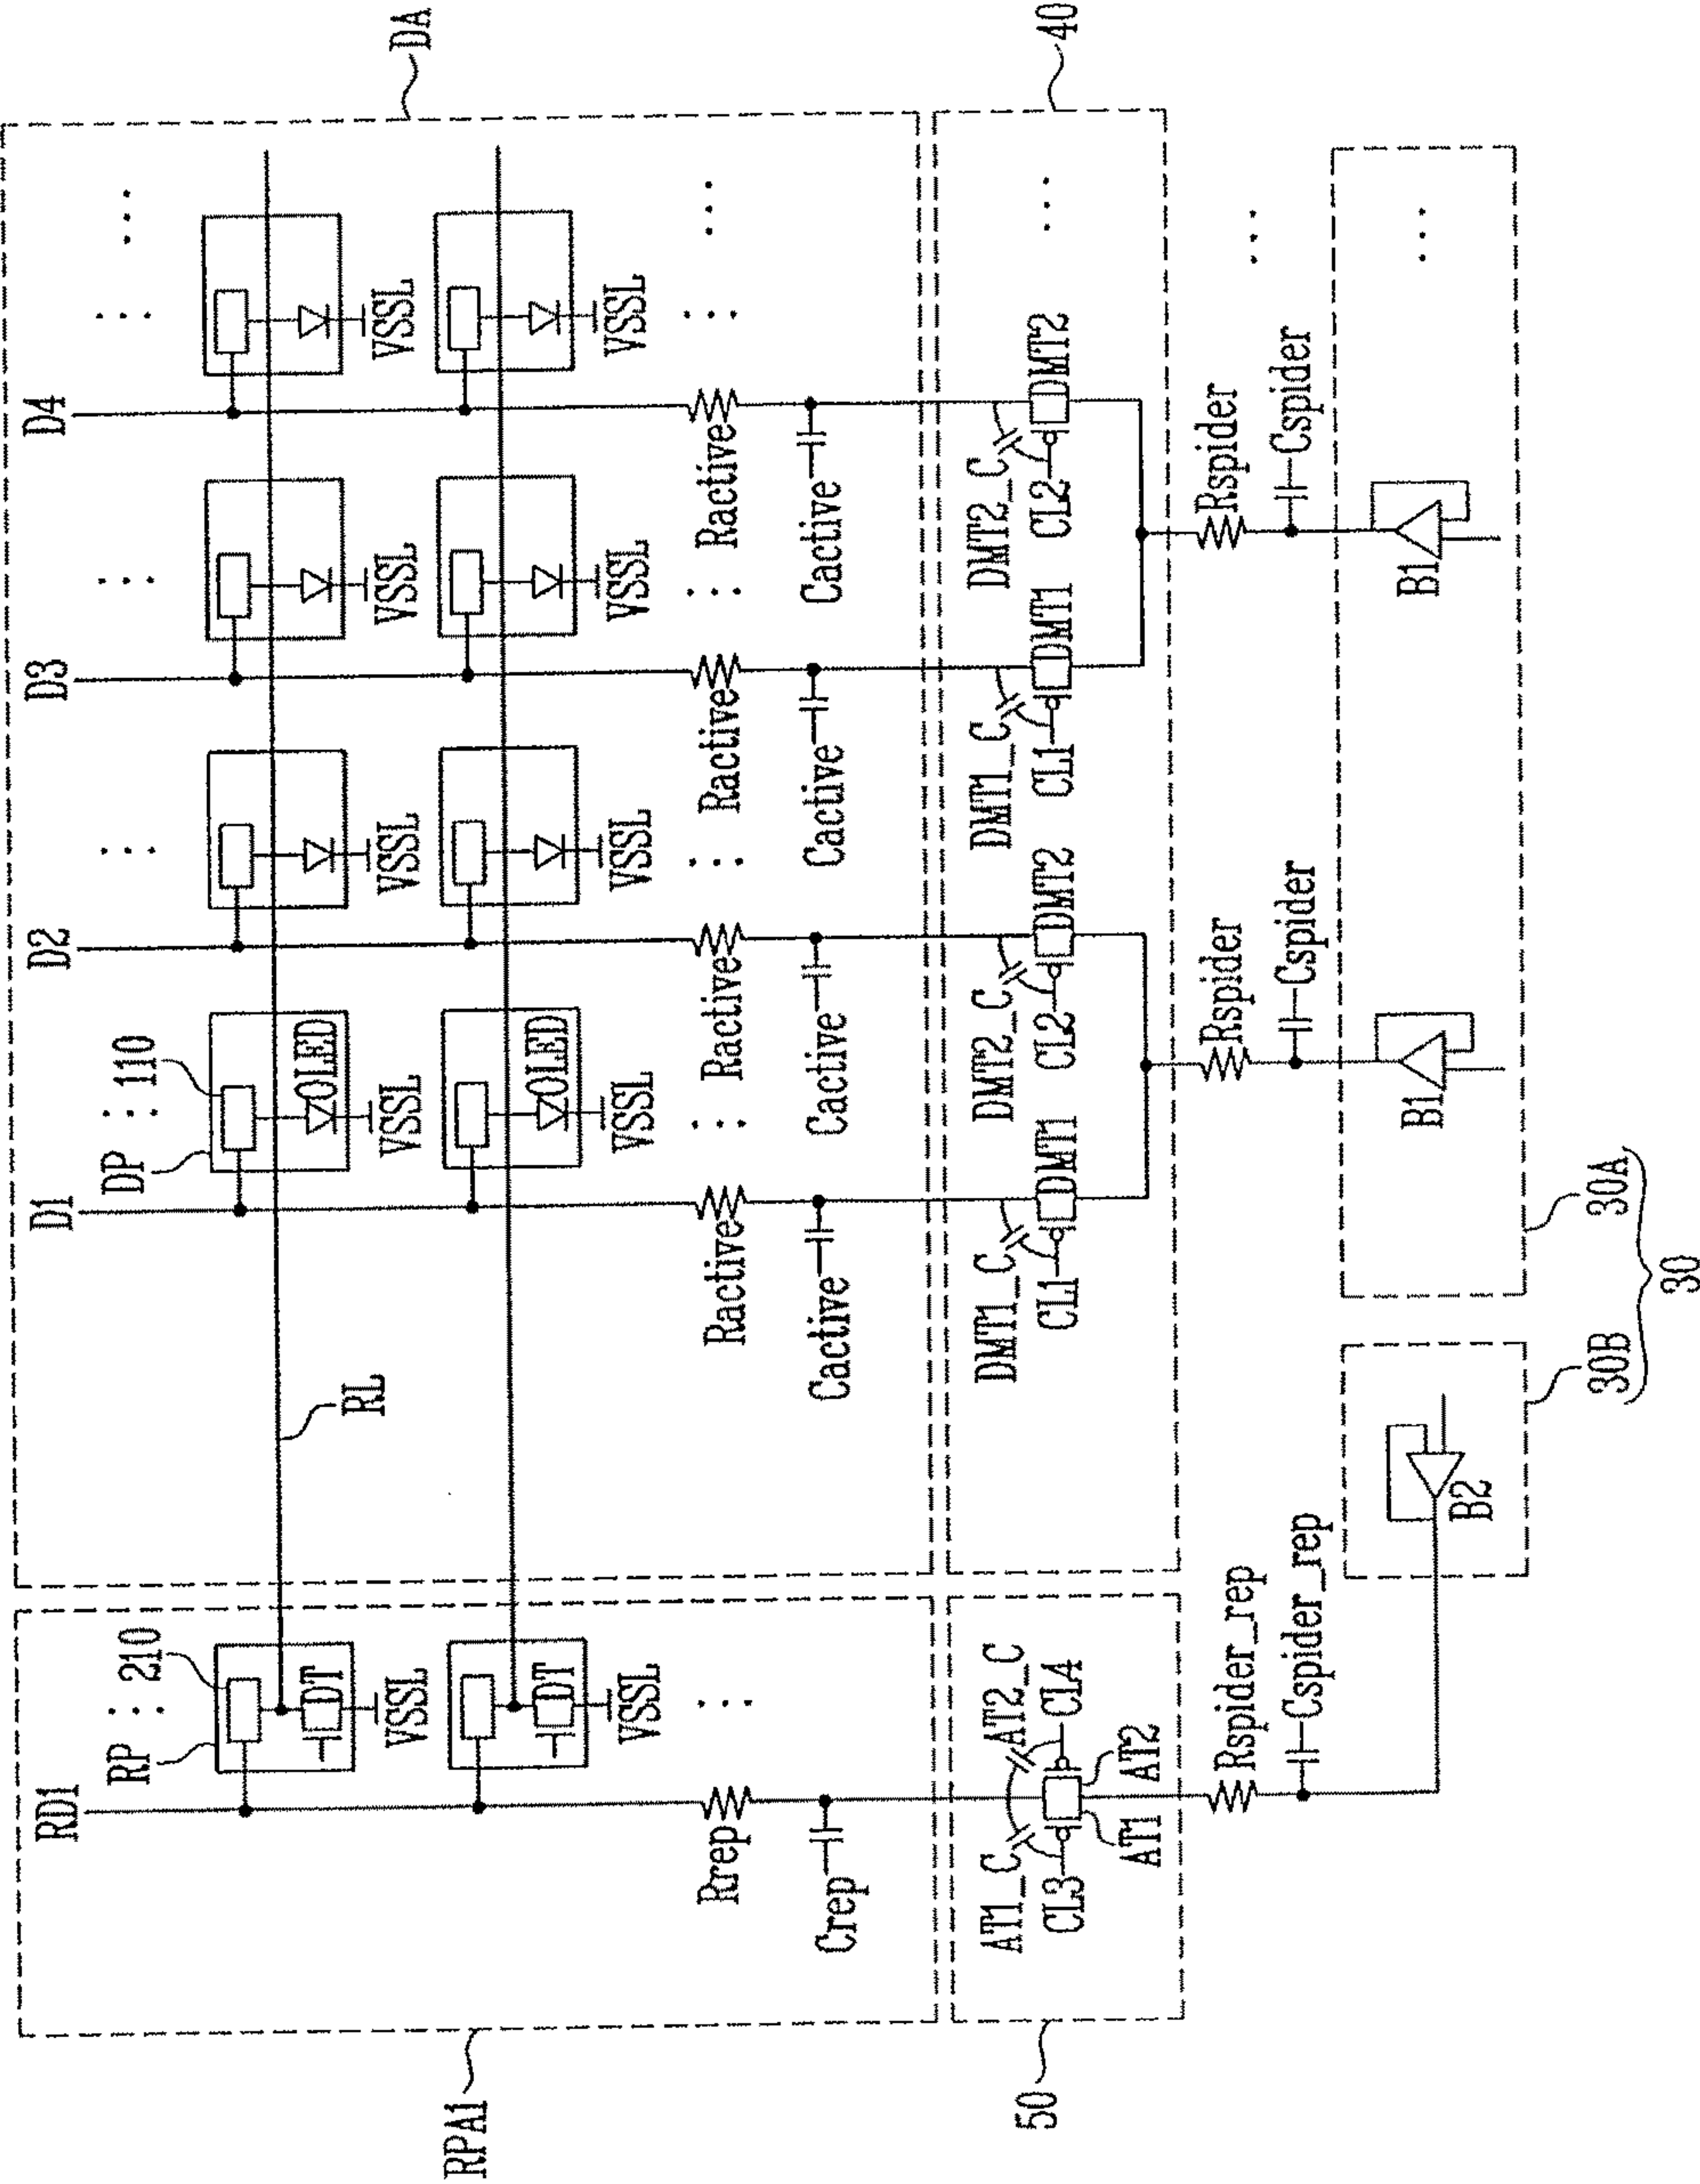 RD1 D1 D2 D3 D4
RP 210 DP 110
DT OLED
RL
VSSL VSSL VSSL VSSL VSSL
DA
RPA1
DT OLED
VSSL VSSL VSSL VSSL VSSL
Rrep Ractive Ractive Ractive Ractive
Crep Cactive Cactive Cactive Cactive
AT1_C AT2_C DMT1_C DMT2_C DMT1_C DMT2_C
50 CL3 CL4 CL1 DMT1 CL2 DMT2 CL1 DMT1 CL2 DMT2 40
AT1 AT2
Rspider_rep Rspider Rspider
Cspider_rep Cspider Cspider
B1 B1
B2
30B 30A
30